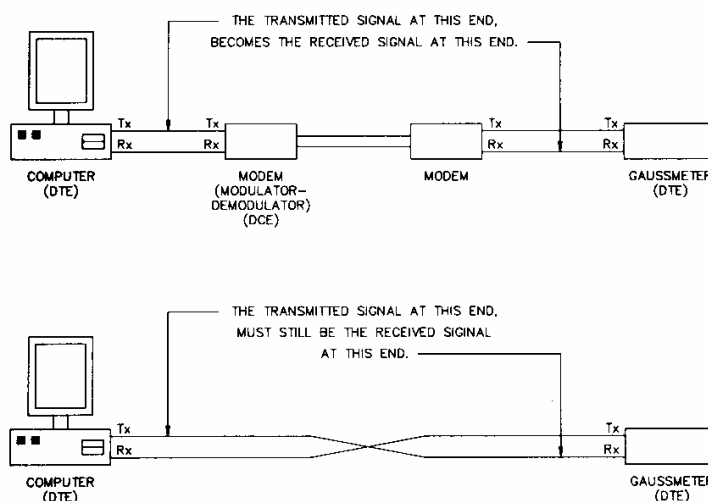 THE TRANSMITTED SIGNAL AT THIS END,
BECOMES THE RECEIVED SIGNAL AT THIS END.
Tx Tx Tx Tx
Rx Rx Rx Rx
COMPUTER
(DTE)
MODEM
(MODULATOR-
DEMODULATOR)
(DCE)
MODEM
GAUSSMETER
(DTE)
THE TRANSMITTED SIGNAL AT THIS END,
MUST STILL BE THE RECEIVED SIGINAL
AT THIS END.
Tx Tx
Rx Rx
COMPUTER
(DTE)
GAUSSMETER
(DTE)